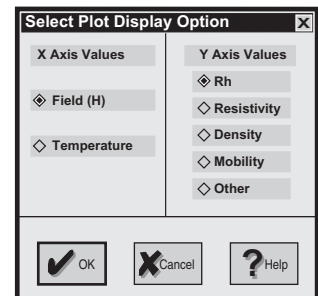 Select Plot Display Option
X Axis Values
Field (H)
Temperature
Y Axis Values
Rh
Resistivity
Density
Mobility
Other
OK
Cancel
Help